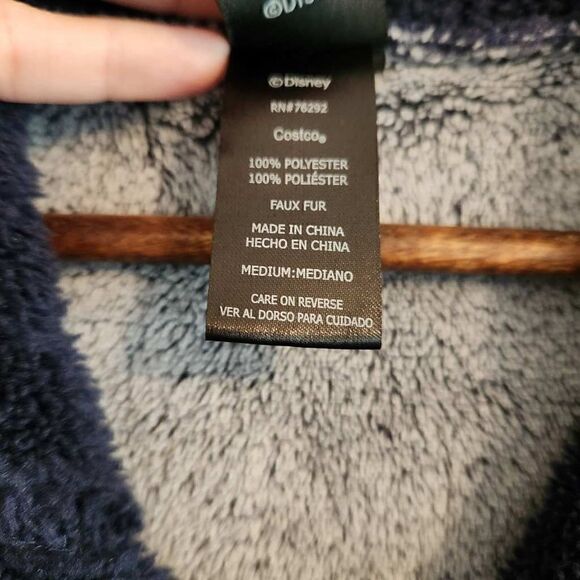 ©Disney
RN#76292
Costco®
100% POLYESTER
100% POLIÉSTER
FAUX FUR
MADE IN CHINA
HECHO EN CHINA
MEDIUM:MEDIANO
CARE ON REVERSE
VER AL DORSO PARA CUIDADO